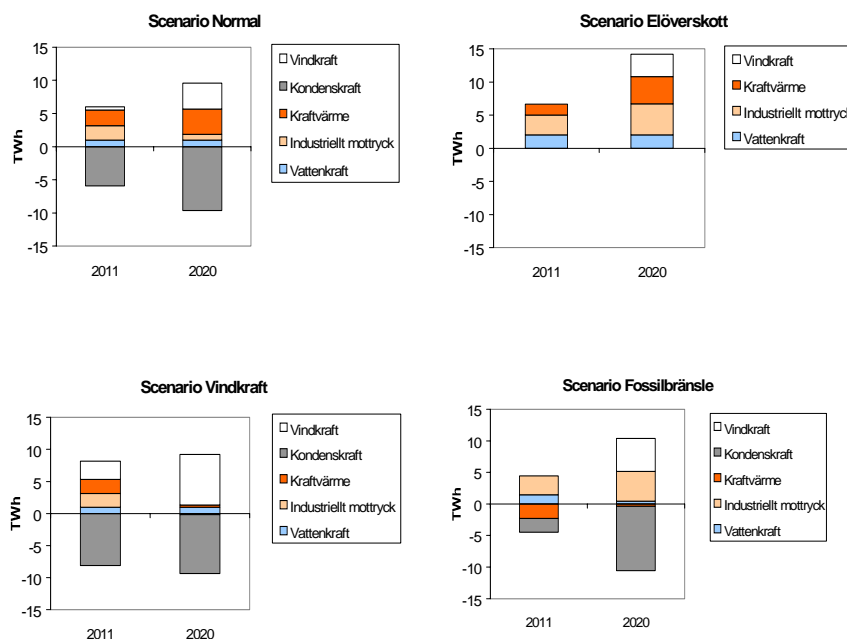 Scenario Normal
15
10
5
0
-5
-10
-15
TWh
2011
2020
Vindkraft
Kondenskraft
Kraftvärme
Industriellt mottryck
Vattenkraft
Scenario Elöverskott
15
10
5
0
-5
-10
-15
TWh
2011
2020
Vindkraft
Kraftvärme
Industriellt mottryck
Vattenkraft
Scenario Vindkraft
15
10
5
0
-5
-10
-15
TWh
2011
2020
Vindkraft
Kondenskraft
Kraftvärme
Industriellt mottryck
Vattenkraft
Scenario Fossilbränsle
15
10
5
0
-5
-10
-15
TWh
2011
2020
Vindkraft
Kondenskraft
Kraftvärme
Industriellt mottryck
Vattenkraft